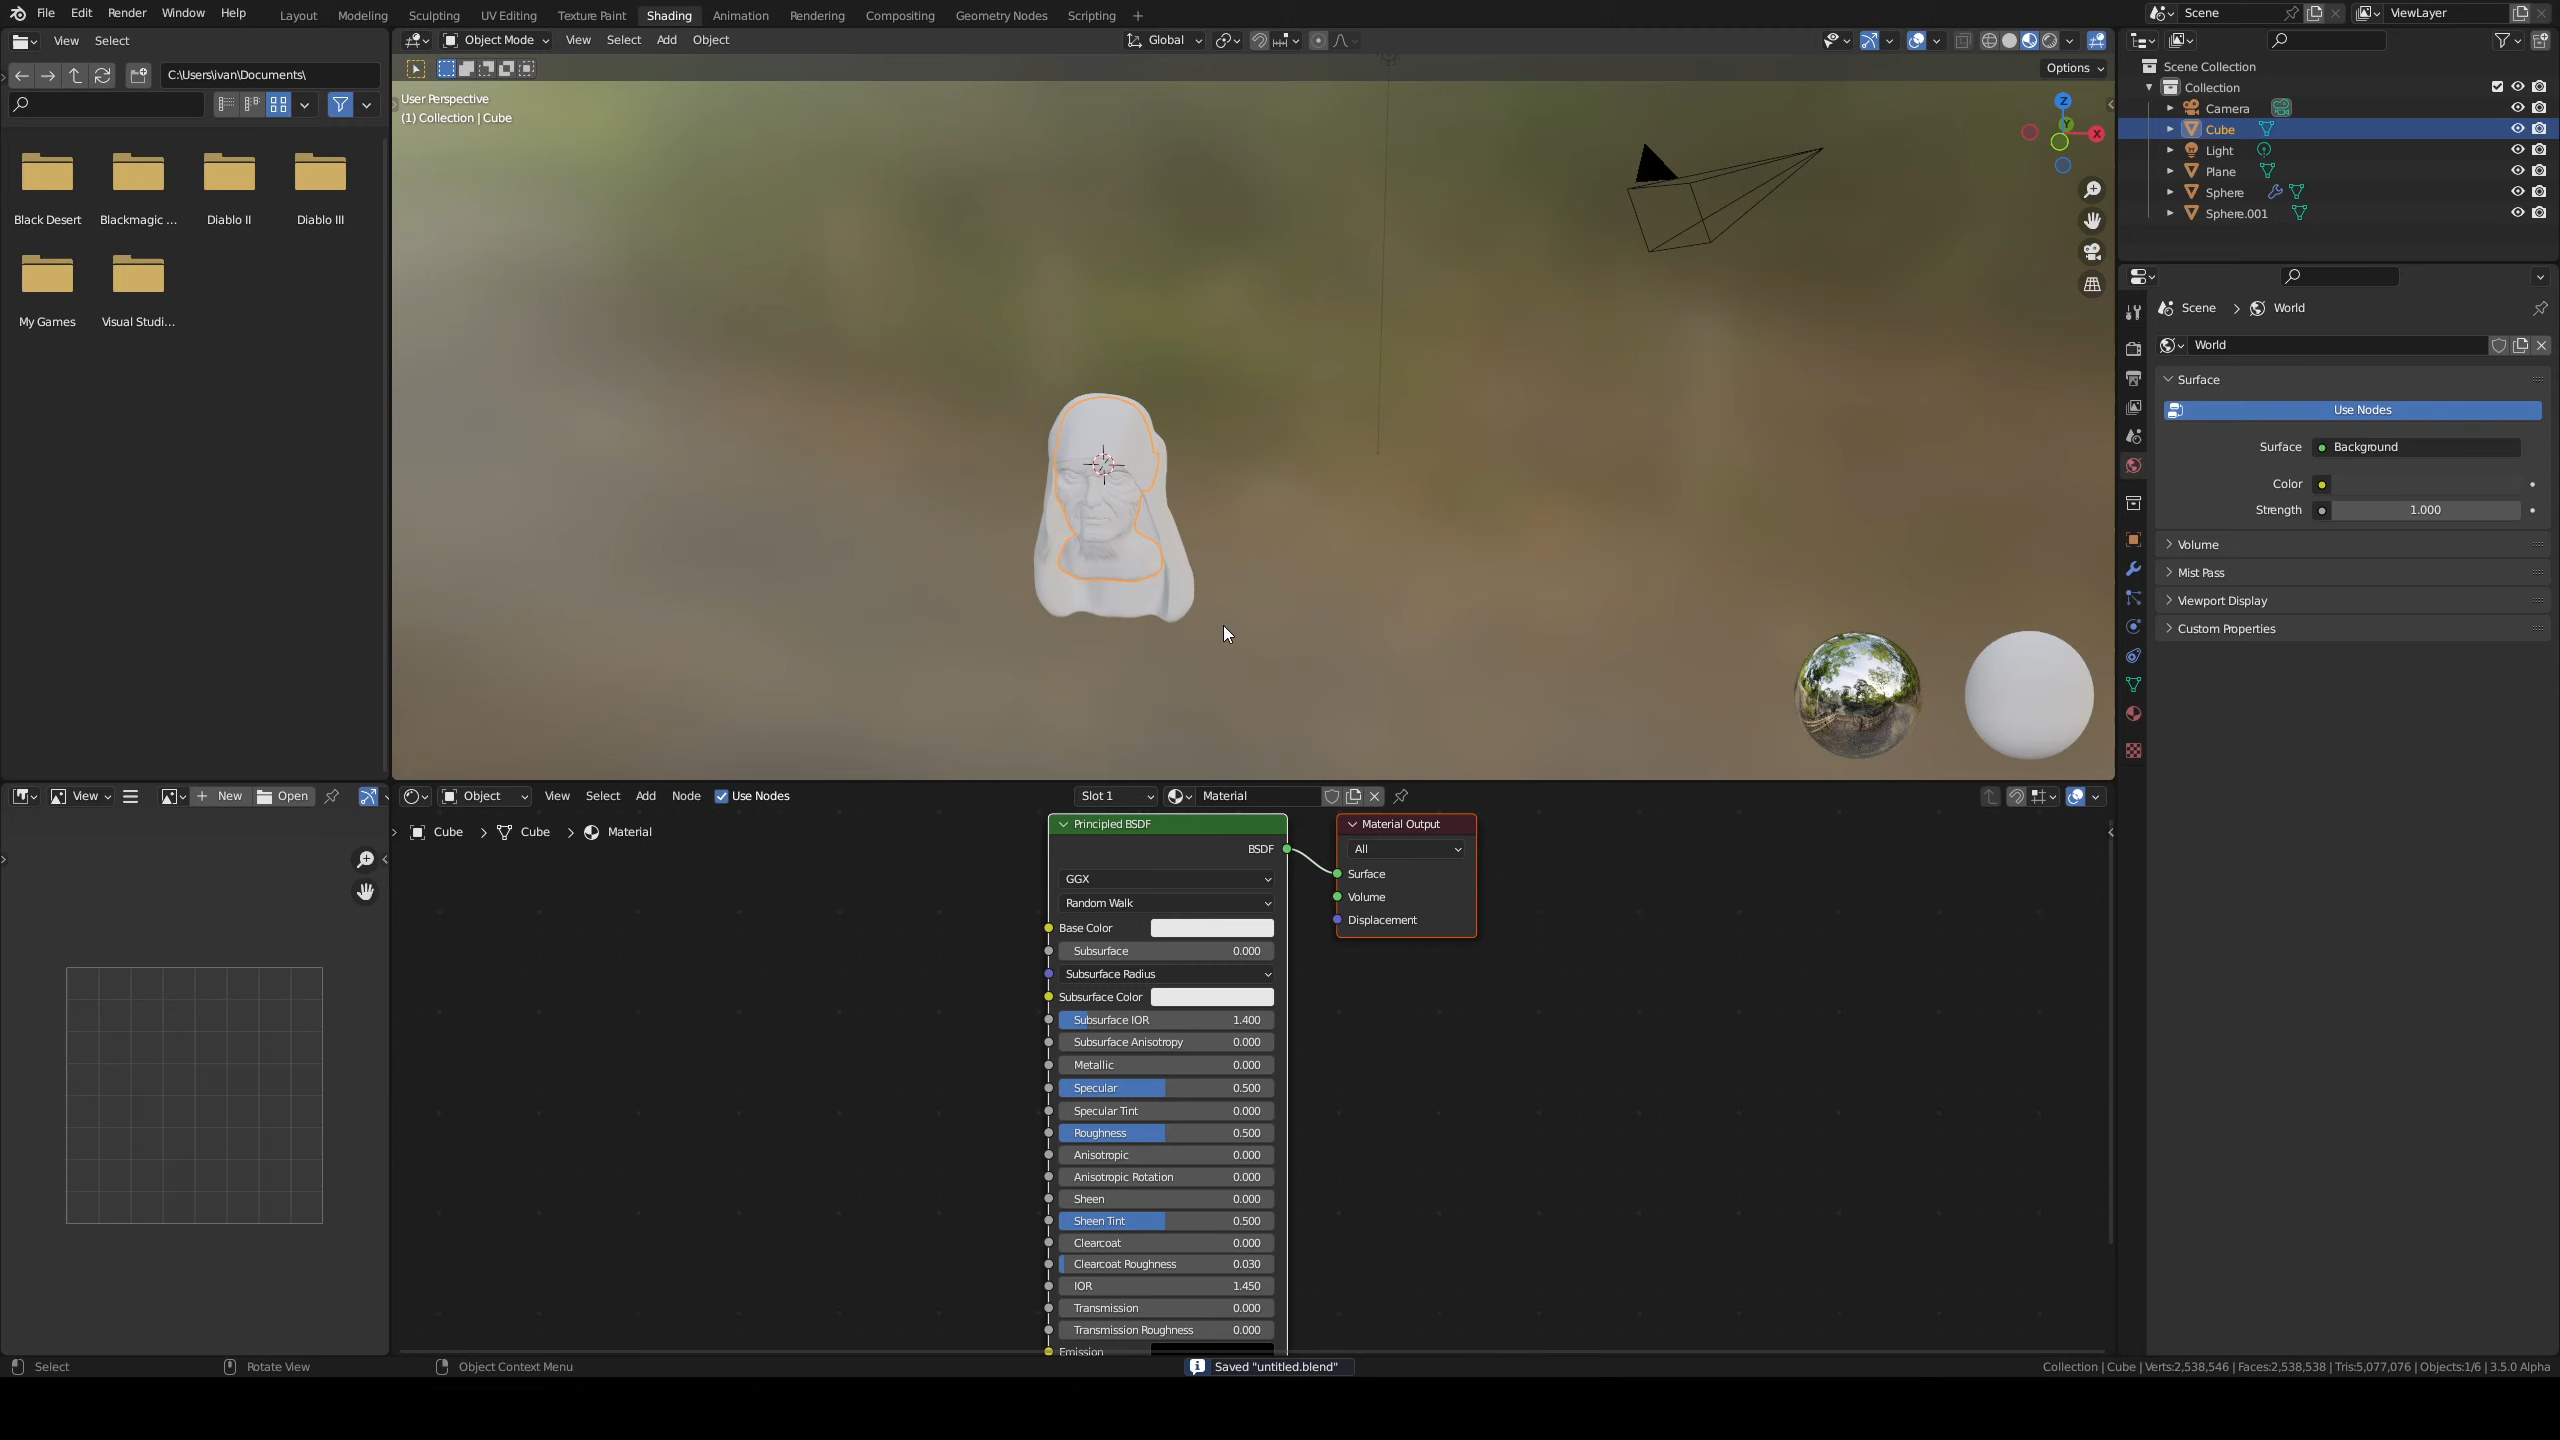 File Edit Render Window Help Layout Modeling Sculpting UV Editing Texture Paint Shading Animation Rendering Compositing Geometry Nodes Scripting + Scene ViewLayer
View Select
C:\Users\ivan\Documents\
Black Desert Blackmagic ... Diablo II Diablo III
My Games Visual Studi...
Object Mode View Select Add Object Global
Options
User Perspective
(1) Collection | Cube
Z
Y
X
Scene Collection
Collection
Camera
Cube
Light
Plane
Sphere
Sphere.001
Scene > World
World
Surface
Use Nodes
Surface Background
Color
Strength 1.000
Volume
Mist Pass
Viewport Display
Custom Properties
View New Open
Object View Select Add Node Use Nodes Slot 1 Material
Cube > Cube > Material
Principled BSDF
BSDF
GGX
Random Walk
Base Color
Subsurface 0.000
Subsurface Radius
Subsurface Color
Subsurface IOR 1.400
Subsurface Anisotropy 0.000
Metallic 0.000
Specular 0.500
Specular Tint 0.000
Roughness 0.500
Anisotropic 0.000
Anisotropic Rotation 0.000
Sheen 0.000
Sheen Tint 0.500
Clearcoat 0.000
Clearcoat Roughness 0.030
IOR 1.450
Transmission 0.000
Transmission Roughness 0.000
Emission
Material Output
All
Surface
Volume
Displacement
Select Rotate View Object Context Menu Saved "untitled.blend" Collection | Cube | Verts:2,538,546 | Faces:2,538,538 | Tris:5,077,076 | Objects:1/6 | 3.5.0 Alpha